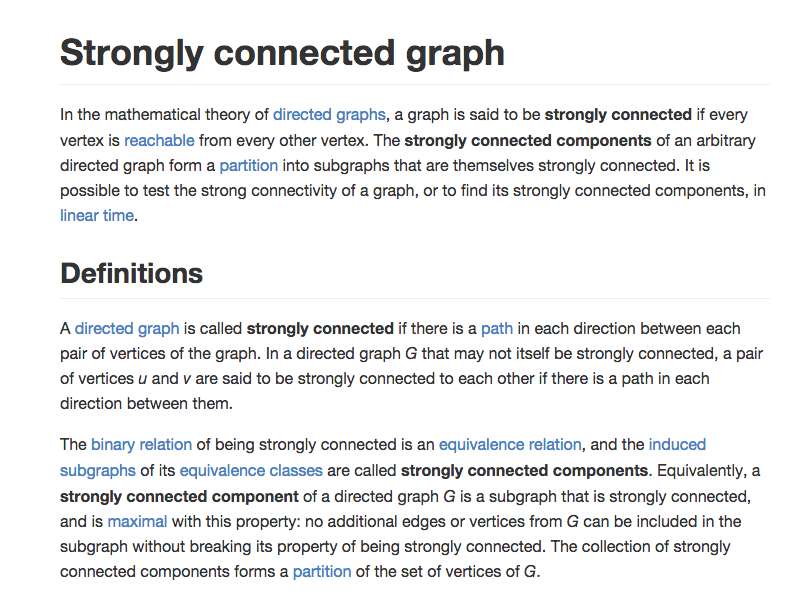 Strongly connected graph
In the mathematical theory of directed graphs, a graph is said to be strongly connected if every
vertex is reachable from every other vertex. The strongly connected components of an arbitrary
directed graph form a partition into subgraphs that are themselves strongly connected. It is
possible to test the strong connectivity of a graph, or to find its strongly connected components, in
linear time.
Definitions
A directed graph is called strongly connected if there is a path in each direction between each
pair of vertices of the graph. In a directed graph G that may not itself be strongly connected, a pair
of vertices u and v are said to be strongly connected to each other if there is a path in each
direction between them.
The binary relation of being strongly connected is an equivalence relation, and the induced
subgraphs of its equivalence classes are called strongly connected components. Equivalently, a
strongly connected component of a directed graph G is a subgraph that is strongly connected,
and is maximal with this property: no additional edges or vertices from G can be included in the
subgraph without breaking its property of being strongly connected. The collection of strongly
connected components forms a partition of the set of vertices of G.